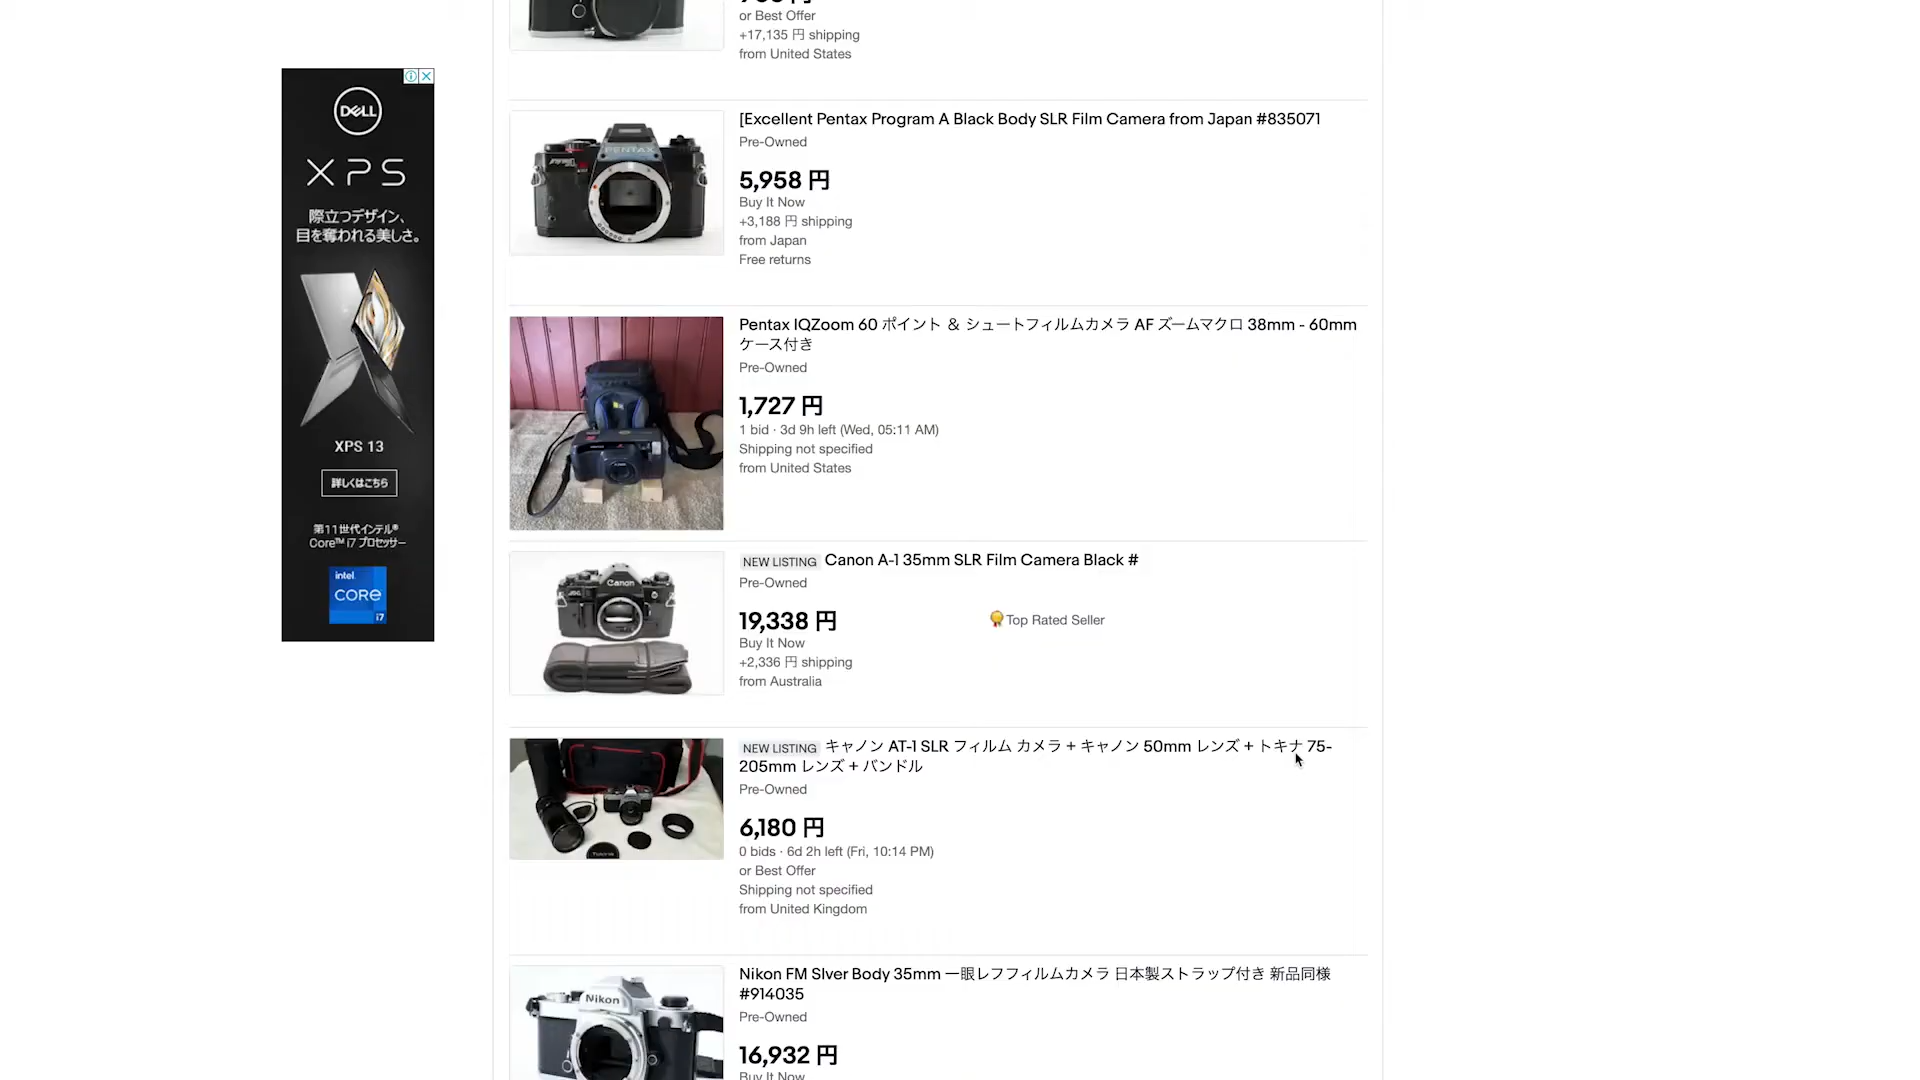 or Best Offer
+17,135 円 shipping
from United States
DELL
XPS
際立つデザイン、
目を奪われる美しさ。
XPS 13
詳しくはこちら
第11世代インテル®
Core™ i7 プロセッサー
intel.
CORE
i7
PENTAX
[Excellent Pentax Program A Black Body SLR Film Camera from Japan #835071
Pre-Owned
5,958 円
Buy It Now
+3,188 円 shipping
from Japan
Free returns
Pentax IQZoom 60 ポイント & シュートフィルムカメラ AF ズームマクロ 38mm - 60mm
ケース付き
Pre-Owned
1,727 円
1 bid · 3d 9h left (Wed, 05:11 AM)
Shipping not specified
from United States
Canon
NEW LISTING Canon A-1 35mm SLR Film Camera Black #
Pre-Owned
19,338 円
Top Rated Seller
Buy It Now
+2,336 円 shipping
from Australia
NEW LISTING キャノン AT-1 SLR フィルム カメラ + キャノン 50mm レンズ + トキナ 75-
205mm レンズ + バンドル
Pre-Owned
6,180 円
0 bids · 6d 2h left (Fri, 10:14 PM)
or Best Offer
Shipping not specified
from United Kingdom
Nikon
Nikon FM Slver Body 35mm 一眼レフフィルムカメラ 日本製ストラップ付き 新品同様
#914035
Pre-Owned
16,932 円
Buy It Now